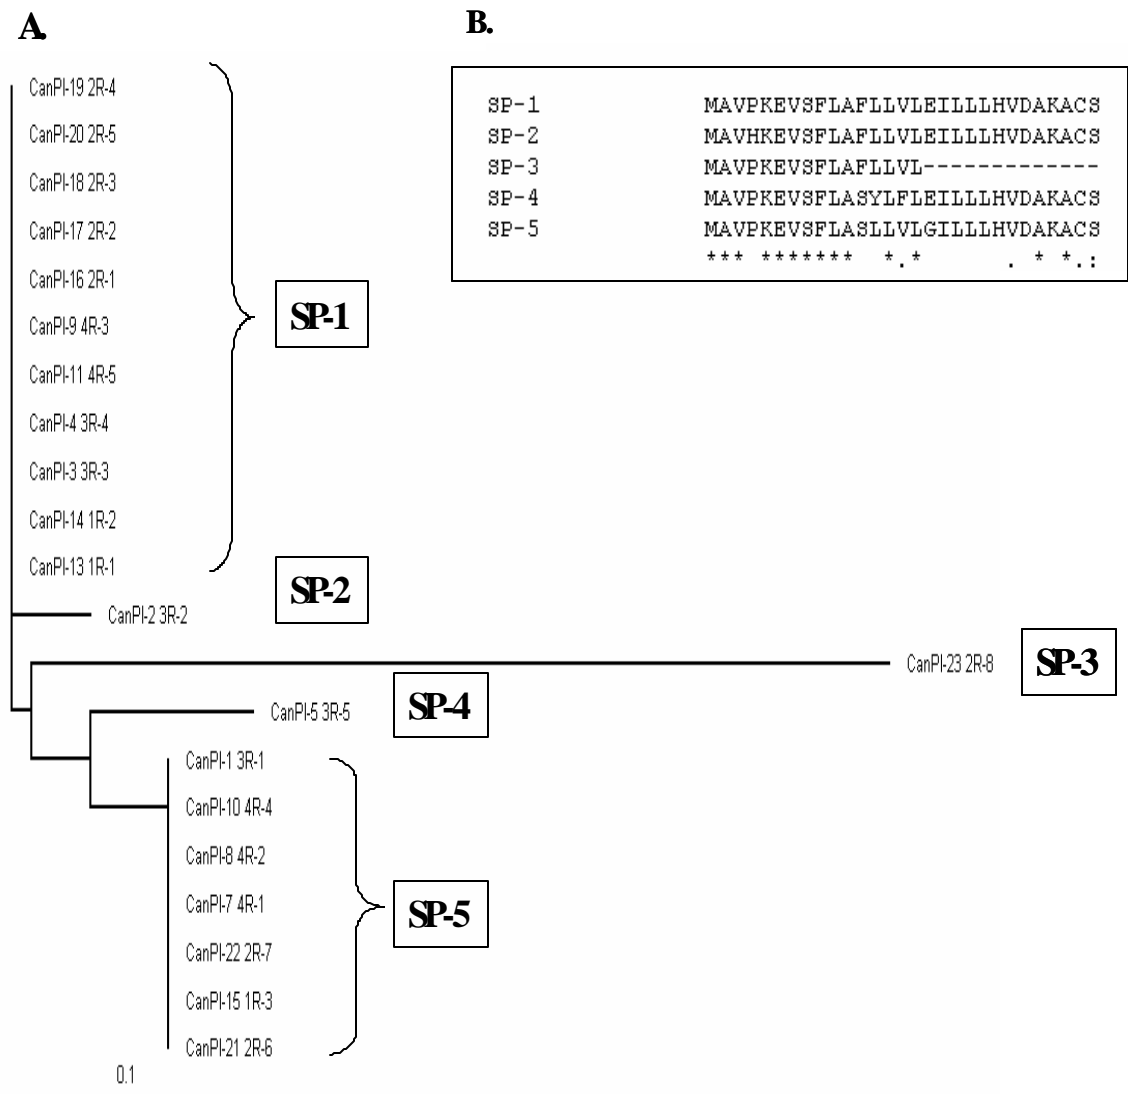 A.
B.
CanPI-19 2R-4
CanPI-20 2R-5
CanPI-18 2R-3
CanPI-17 2R-2
CanPI-16 2R-1
CanPI-9 4R-3
CanPI-11 4R-5
CanPI-4 3R-4
CanPI-3 3R-3
CanPI-14 1R-2
CanPI-13 1R-1
SP-1
CanPI-2 3R-2
SP-2
CanPI-23 2R-8
SP-3
CanPI-5 3R-5
SP-4
CanPI-1 3R-1
CanPI-10 4R-4
CanPI-8 4R-2
CanPI-7 4R-1
CanPI-22 2R-7
CanPI-15 1R-3
CanPI-21 2R-6
SP-5
0.1
SP-1 MAVPKEVSFLAFLLVLEILLLHVDAKACS
SP-2 MAVHKEVSFLAFLLVLEILLLHVDAKACS
SP-3 MAVPKEVSFLAFLLVL-------------
SP-4 MAVPKEVSFLASYLFLEILLLHVDAKACS
SP-5 MAVPKEVSFLASLLVLGILLLHVDAKACS
*** ******* *.* . * *.: